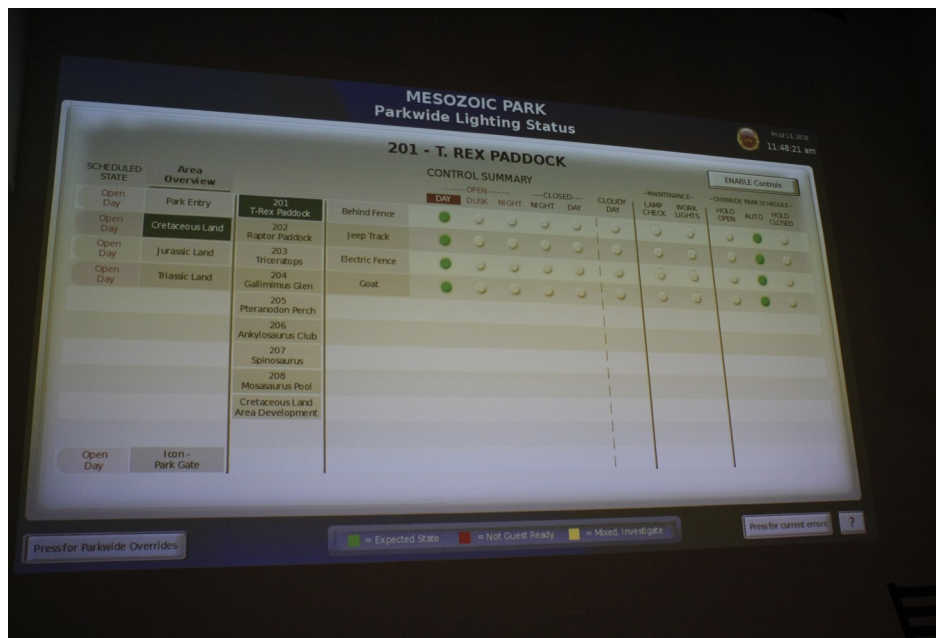 MESOZOIC PARK
Parkwide Lighting Status
Fri Jul 13, 2018
11:48:21 am
201 - T. REX PADDOCK
CONTROL SUMMARY
ENABLE Controls
SCHEDULED
STATE
Area
Overview
-----OPEN-----
----CLOSED----
CLOUDY
DAY
--MAINTENANCE--
--OVERRIDE PARK SCHEDULE--
DAY DUSK NIGHT NIGHT DAY
LAMP
CHECK
WORK
LIGHTS
HOLD
OPEN
AUTO
HOLD
CLOSED
Open
Day
Park Entry
Open
Day
Cretaceous Land
Open
Day
Jurassic Land
Open
Day
Triassic Land
201
T-Rex Paddock
202
Raptor Paddock
203
Triceratops
204
Gallimimus Glen
205
Pteranodon Perch
206
Ankylosaurus Club
207
Spinosaurus
208
Mosasaurus Pool
Cretaceous Land
Area Development
Behind Fence
Jeep Track
Electric Fence
Goat
Open
Day
Icon -
Park Gate
Press for Parkwide Overrides
= Expected State
= Not Guest Ready
= Mixed, Investigate
Press for current errors
?